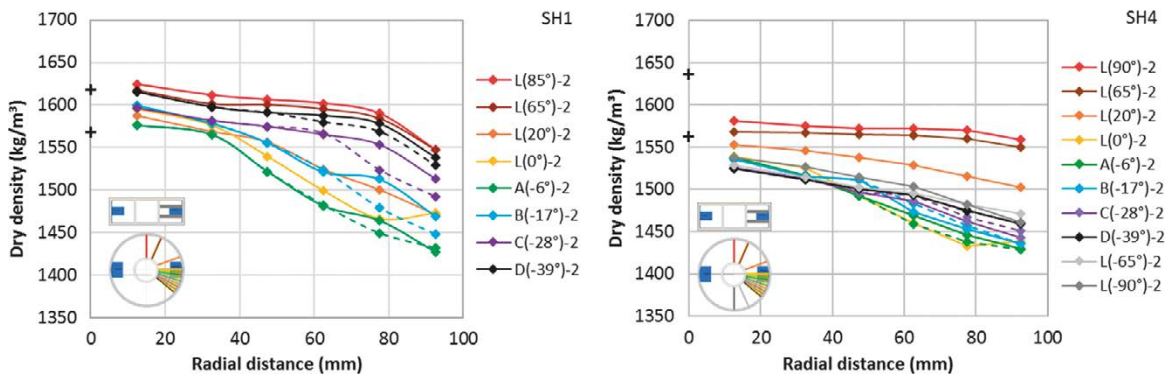 SH1
Dry density (kg/m³)
1700
1650
1600
1550
1500
1450
1400
1350
0 20 40 60 80 100
Radial distance (mm)
L(85°)-2
L(65°)-2
L(20°)-2
L(0°)-2
A(-6°)-2
B(-17°)-2
C(-28°)-2
D(-39°)-2
SH4
Dry density (kg/m³)
1700
1650
1600
1550
1500
1450
1400
1350
0 20 40 60 80 100
Radial distance (mm)
L(90°)-2
L(65°)-2
L(20°)-2
L(0°)-2
A(-6°)-2
B(-17°)-2
C(-28°)-2
D(-39°)-2
L(-65°)-2
L(-90°)-2